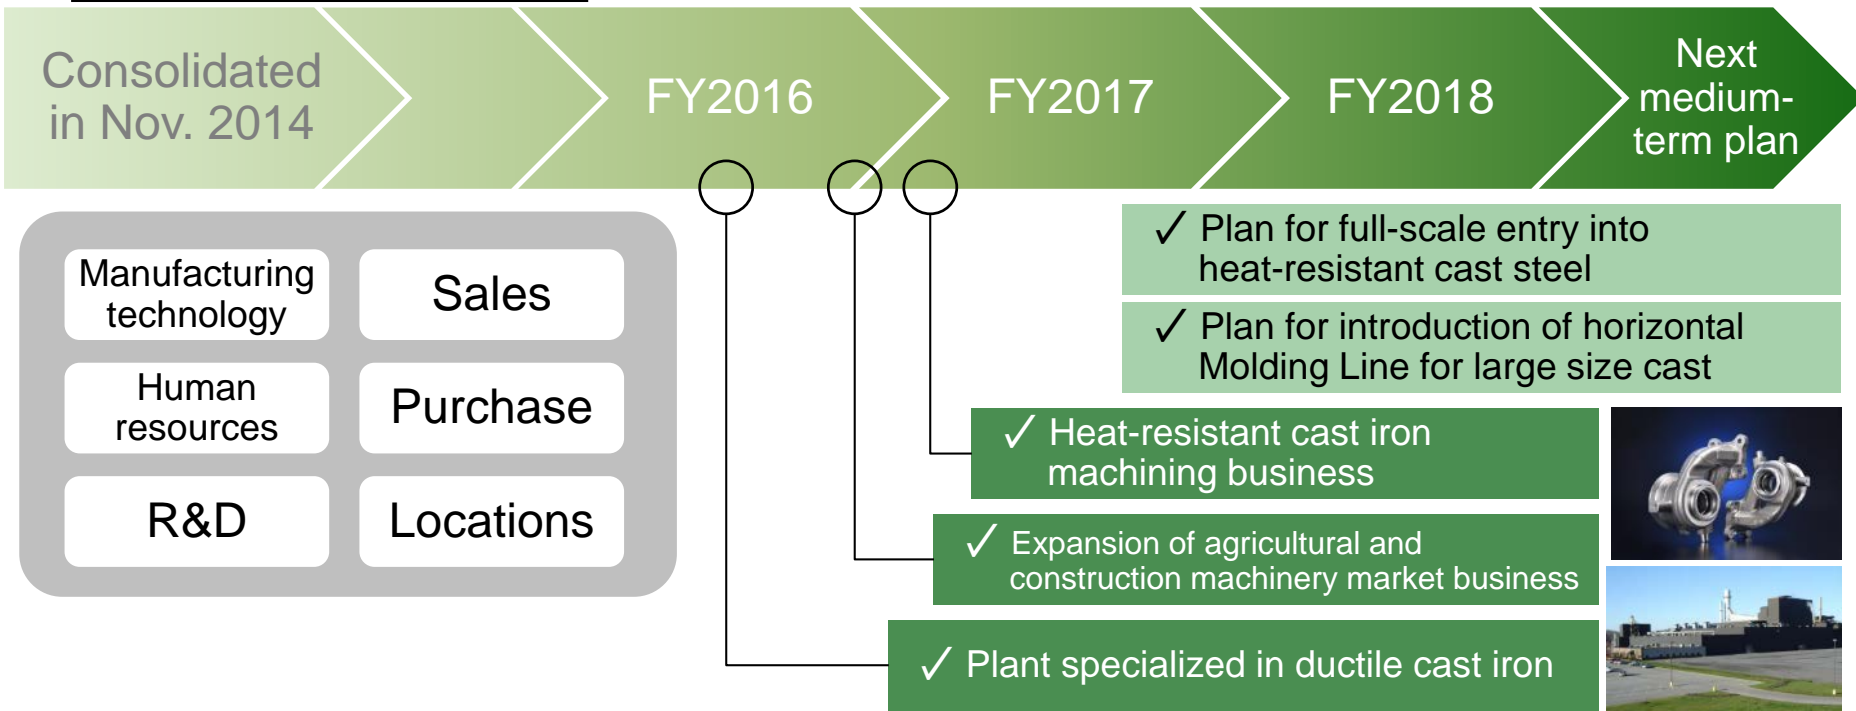 Consolidated
in Nov. 2014
FY2016
FY2017
FY2018
Next
medium-
term plan
Manufacturing
technology
Sales
Human
resources
Purchase
R&D
Locations
✓ Plan for full-scale entry into
heat-resistant cast steel
✓ Plan for introduction of horizontal
Molding Line for large size cast
✓ Heat-resistant cast iron
machining business
✓ Expansion of agricultural and
construction machinery market business
✓ Plant specialized in ductile cast iron